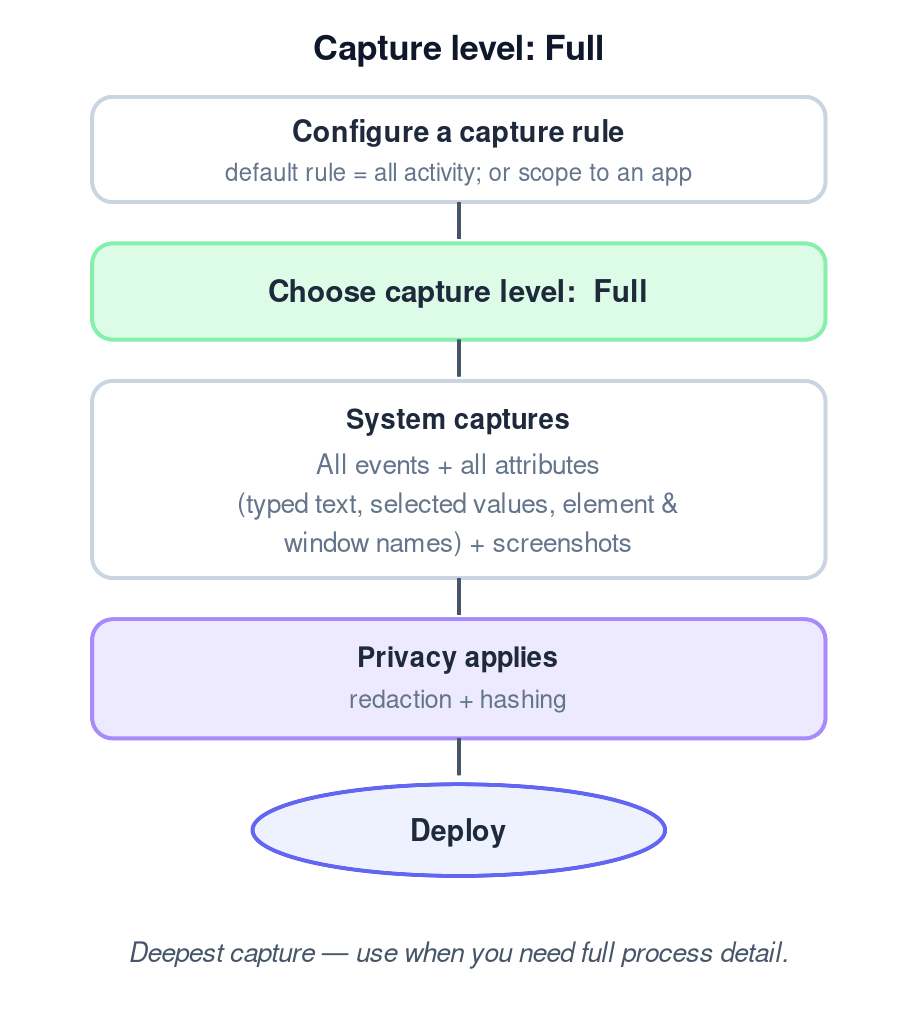 Capture level: Full
Configure a capture rule
default rule = all activity; or scope to an app
Choose capture level:  Full
System captures
All events + all attributes
(typed text, selected values, element &
window names) + screenshots
Privacy applies
redaction + hashing
Deploy
Deepest capture — use when you need full process detail.